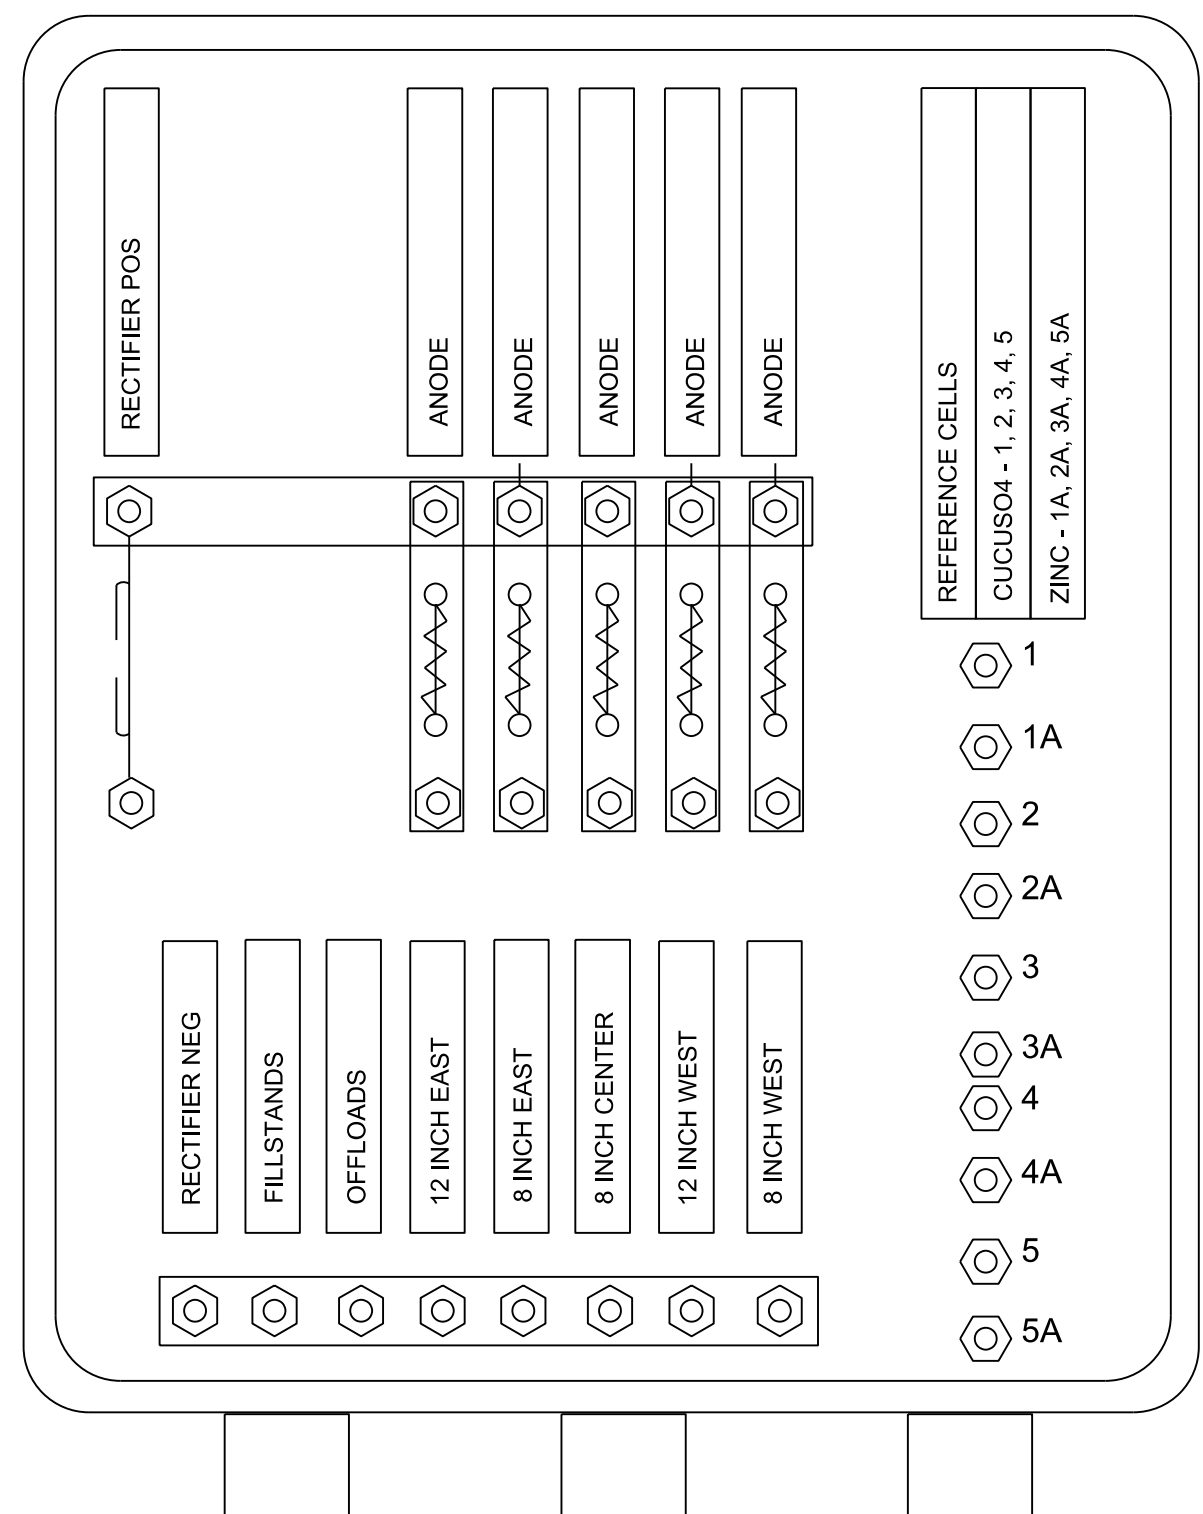 RECTIFIER POS
ANODE
ANODE
ANODE
ANODE
ANODE
REFERENCE CELLS
CUCUSO4 - 1, 2, 3, 4, 5
ZINC - 1A, 2A, 3A, 4A, 5A
1
1A
2
2A
3
3A
4
4A
5
5A
RECTIFIER NEG
FILLSTANDS
OFFLOADS
12 INCH EAST
8 INCH EAST
8 INCH CENTER
12 INCH WEST
8 INCH WEST